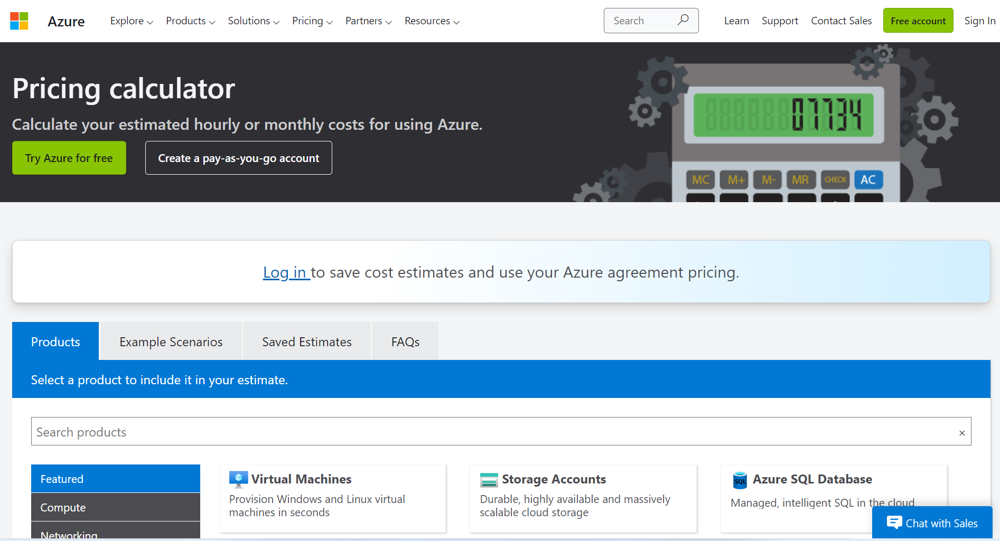 Azure Explore Products Solutions Pricing Partners Resources Search Learn Support Contact Sales Free account Sign In
Pricing calculator
Calculate your estimated hourly or monthly costs for using Azure.
Try Azure for free Create a pay-as-you-go account
07734
MC M+ M- MR CHECK AC
Log in to save cost estimates and use your Azure agreement pricing.
Products Example Scenarios Saved Estimates FAQs
Select a product to include it in your estimate.
Search products ×
Featured
Compute
Networking
Virtual Machines
Provision Windows and Linux virtual
machines in seconds
Storage Accounts
Durable, highly available and massively
scalable cloud storage
SQL Azure SQL Database
Managed, intelligent SQL in the cloud
Chat with Sales